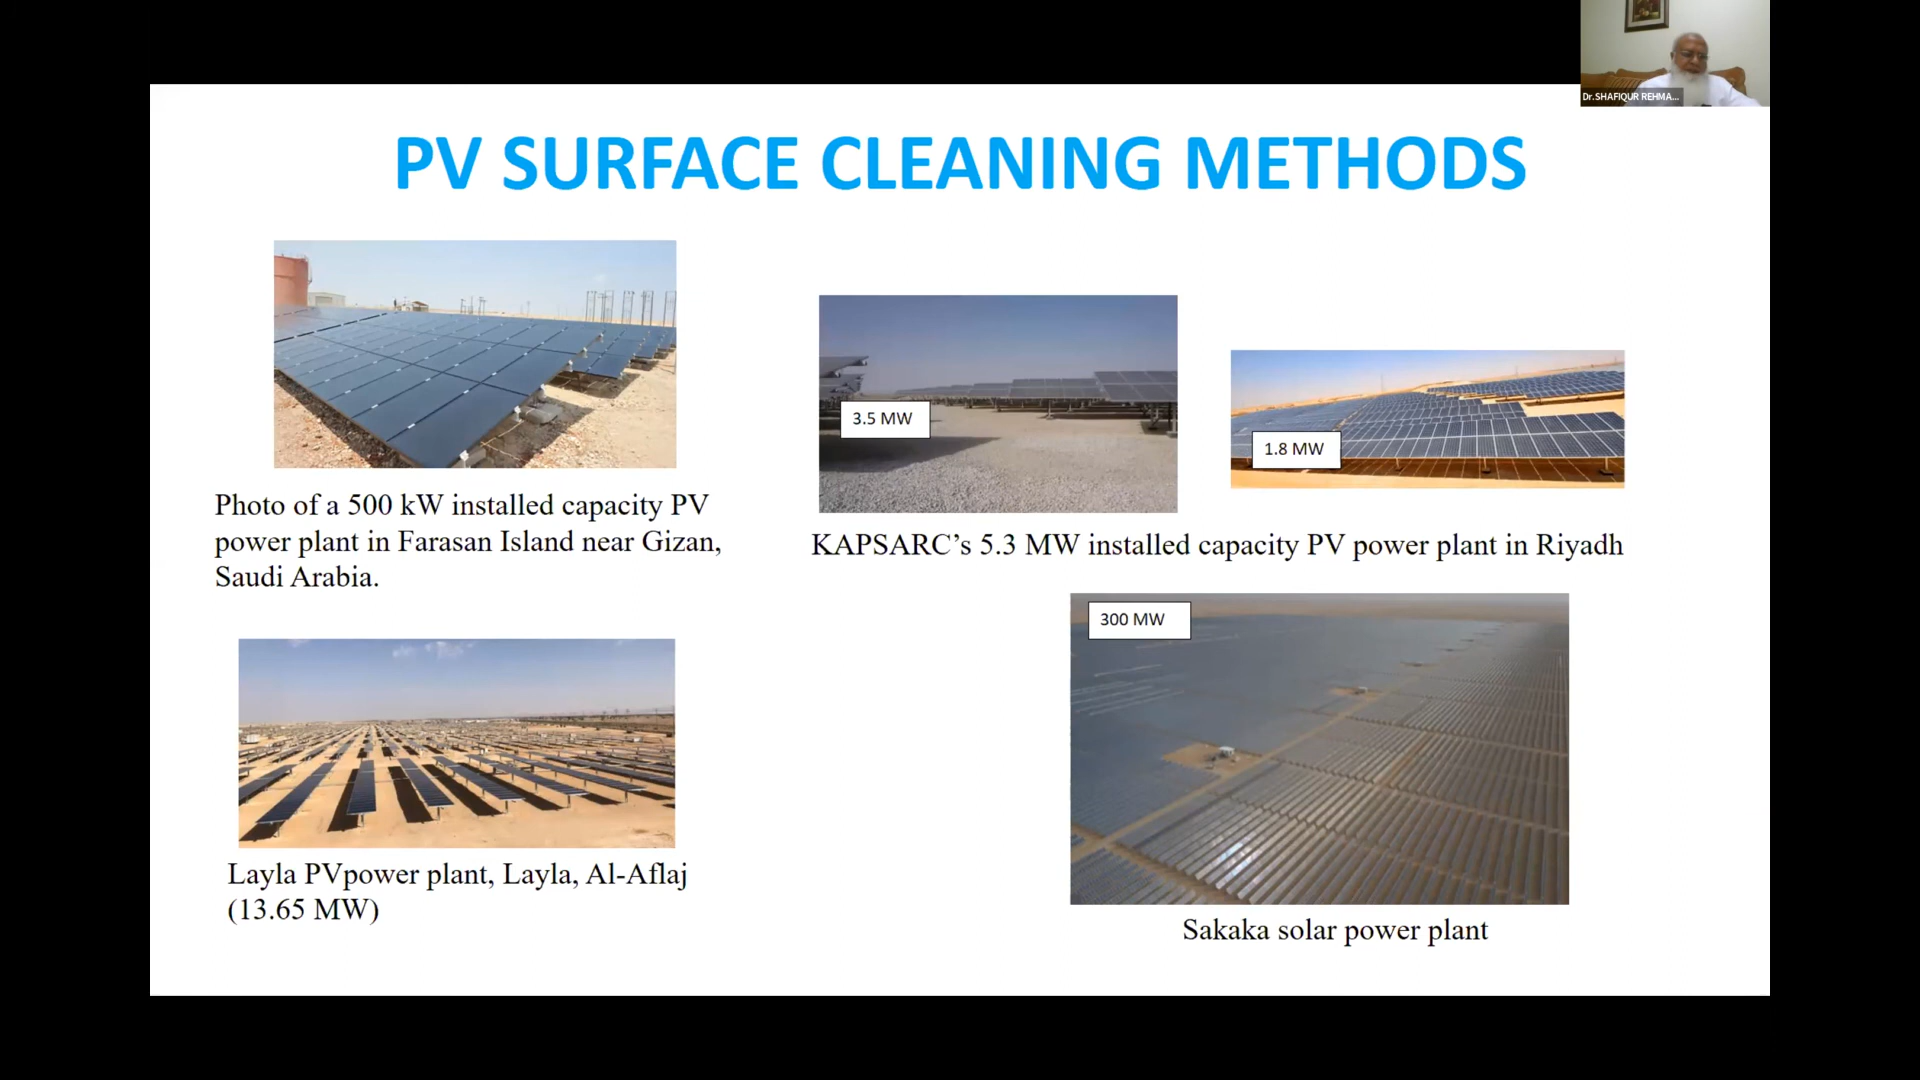 Dr.SHAFIQUR REHMA...
PV SURFACE CLEANING METHODS
3.5 MW
1.8 MW
Photo of a 500 kW installed capacity PV
power plant in Farasan Island near Gizan,
Saudi Arabia.
KAPSARC’s 5.3 MW installed capacity PV power plant in Riyadh
300 MW
Layla PVpower plant, Layla, Al-Aflaj
(13.65 MW)
Sakaka solar power plant